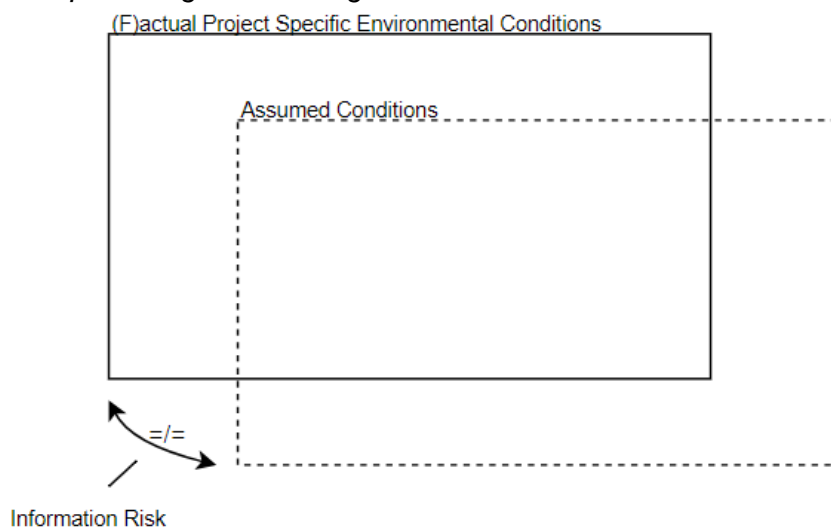 (F)actual Project Specific Environmental Conditions
Assumed Conditions
=/=
Information Risk